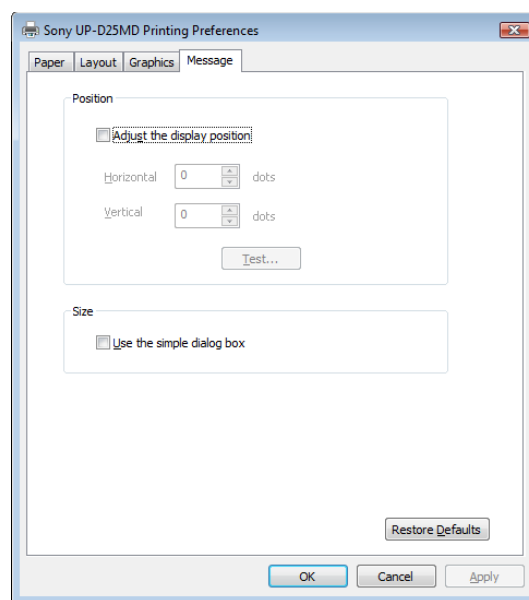 Sony UP-D25MD Printing Preferences
Paper Layout Graphics Message
Position
Adjust the display position
Horizontal 0 dots
Vertical 0 dots
Test...
Size
Use the simple dialog box
Restore Defaults
OK Cancel Apply